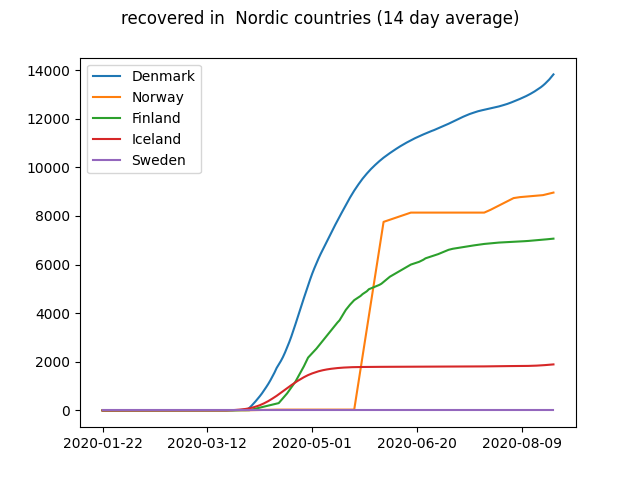 recovered in  Nordic countries (14 day average)
14000
12000
10000
8000
6000
4000
2000
0
Denmark
Norway
Finland
Iceland
Sweden
2020-01-22 2020-03-12 2020-05-01 2020-06-20 2020-08-09